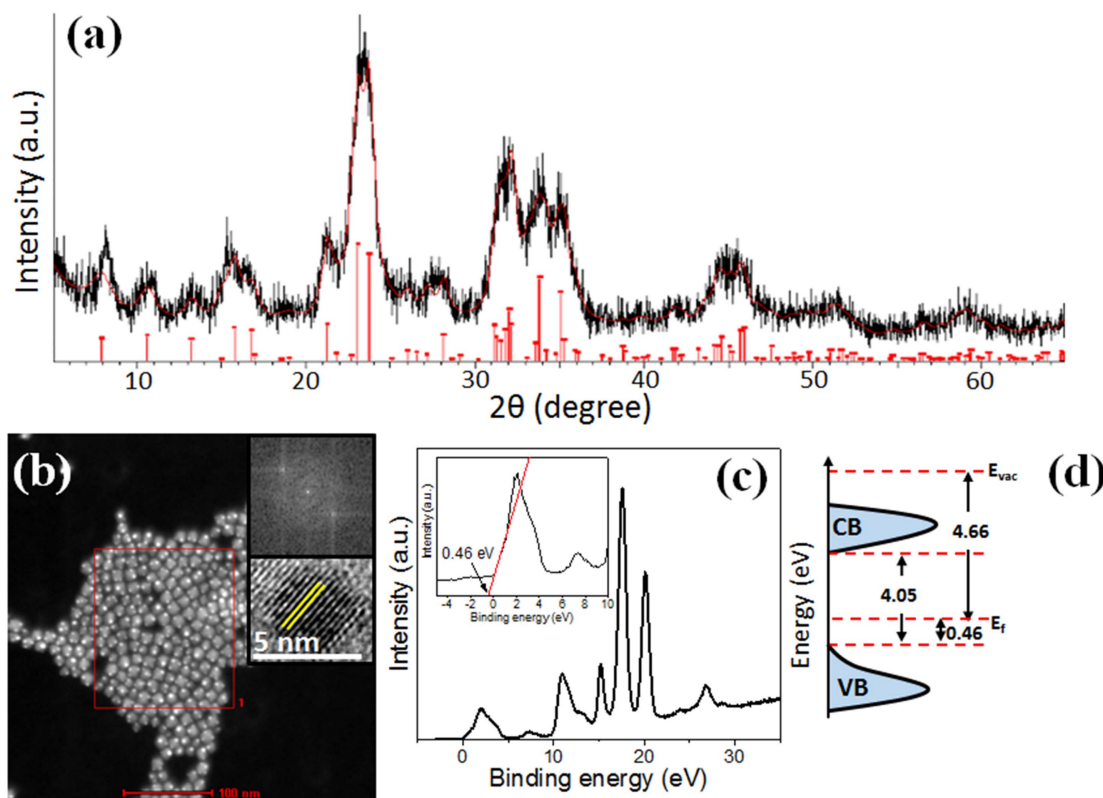 (a)
Intensity (a.u.)
10 20 30 40 50 60
2θ (degree)
(b)
5 nm
1
100 nm
(c)
Intensity (a.u.)
Intensity (a.u.)
0.46 eV
-4 -2 0 2 4 6 8 10
Binding energy (eV)
0 10 20 30
Binding energy (eV)
(d)
Energy (eV)
Evac
CB
4.66
4.05
Ef
0.46
VB